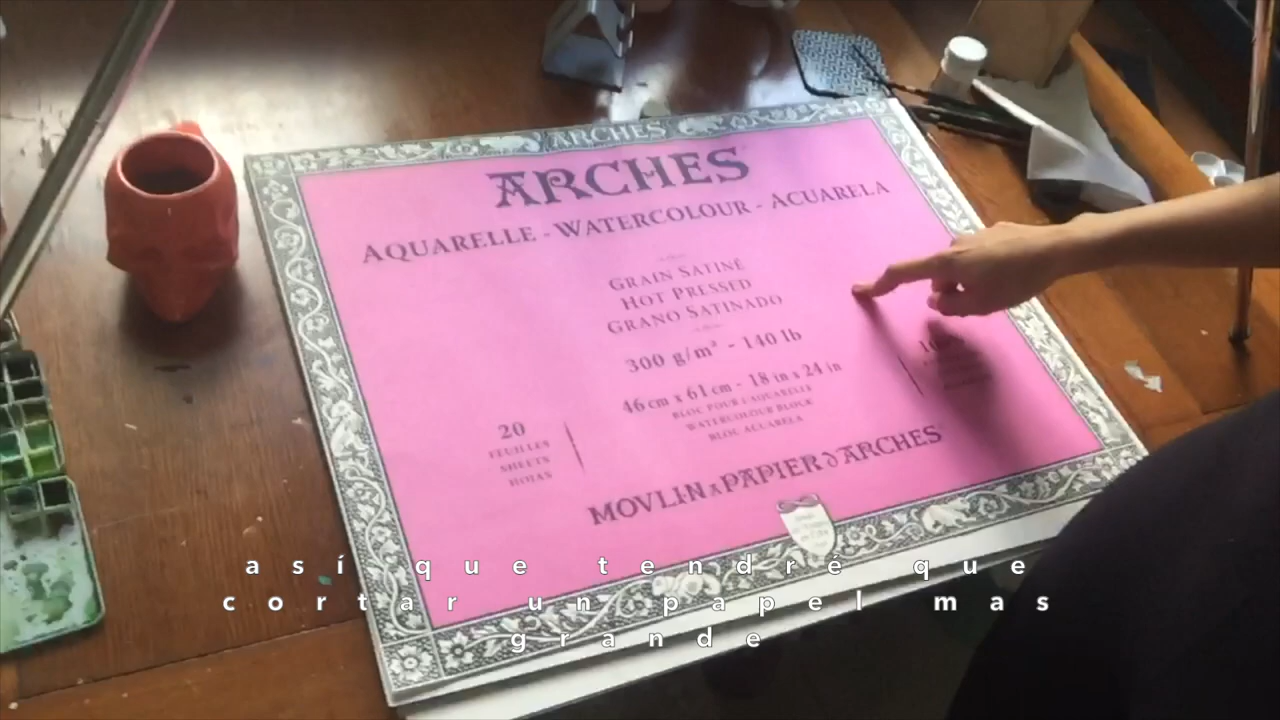 ARCHES
ARCHES
AQUARELLE - WATERCOLOUR - ACUARELA
GRAIN SATINÉ
HOT PRESSED
GRANO SATINADO
300 g/m² - 140 lb
46 cm x 61 cm - 18 in x 24 in
BLOC POUR L'AQUARELLE
WATERCOLOUR BLOCK
BLOC ACUARELA
20
FEUILLES
SHEETS
HOJAS
MOVLIN A PAPIER D'ARCHES
así que tendré que
cortar un papel mas
grande